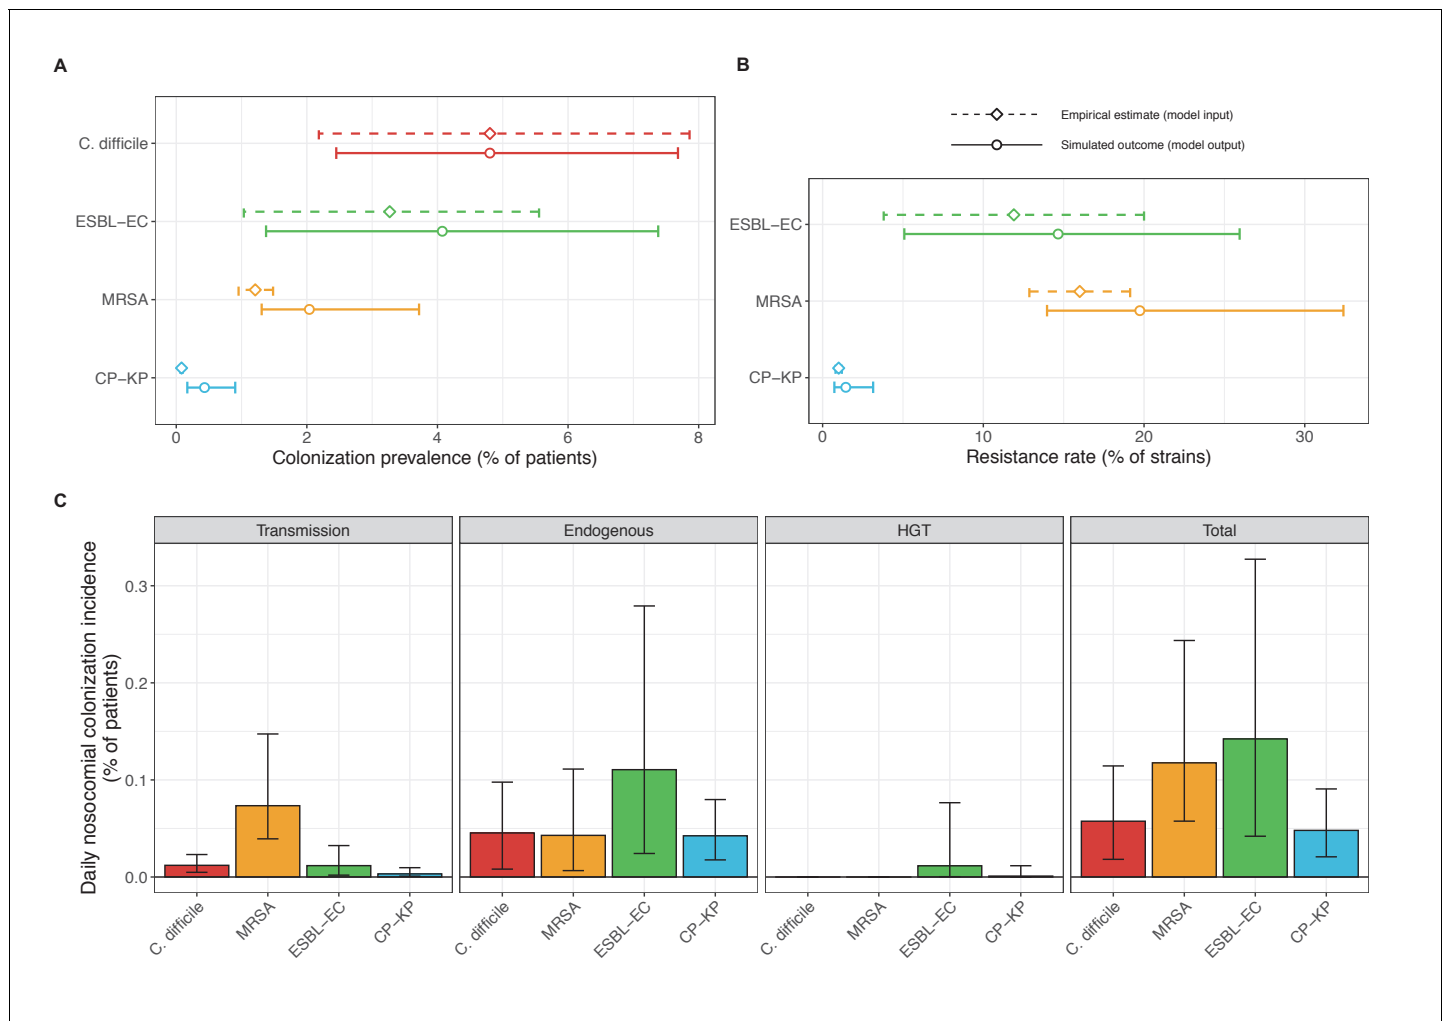 A
C. difficile
ESBL−EC
MRSA
CP−KP
0 2 4 6 8
Colonization prevalence (% of patients)
B
Empirical estimate (model input)
Simulated outcome (model output)
ESBL−EC
MRSA
CP−KP
0 10 20 30
Resistance rate (% of strains)
C
Daily nosocomial colonization incidence
(% of patients)
Transmission Endogenous HGT Total
0.3
0.2
0.1
0.0
C. difficile MRSA ESBL−EC CP−KP C. difficile MRSA ESBL−EC CP−KP C. difficile MRSA ESBL−EC CP−KP C. difficile MRSA ESBL−EC CP−KP